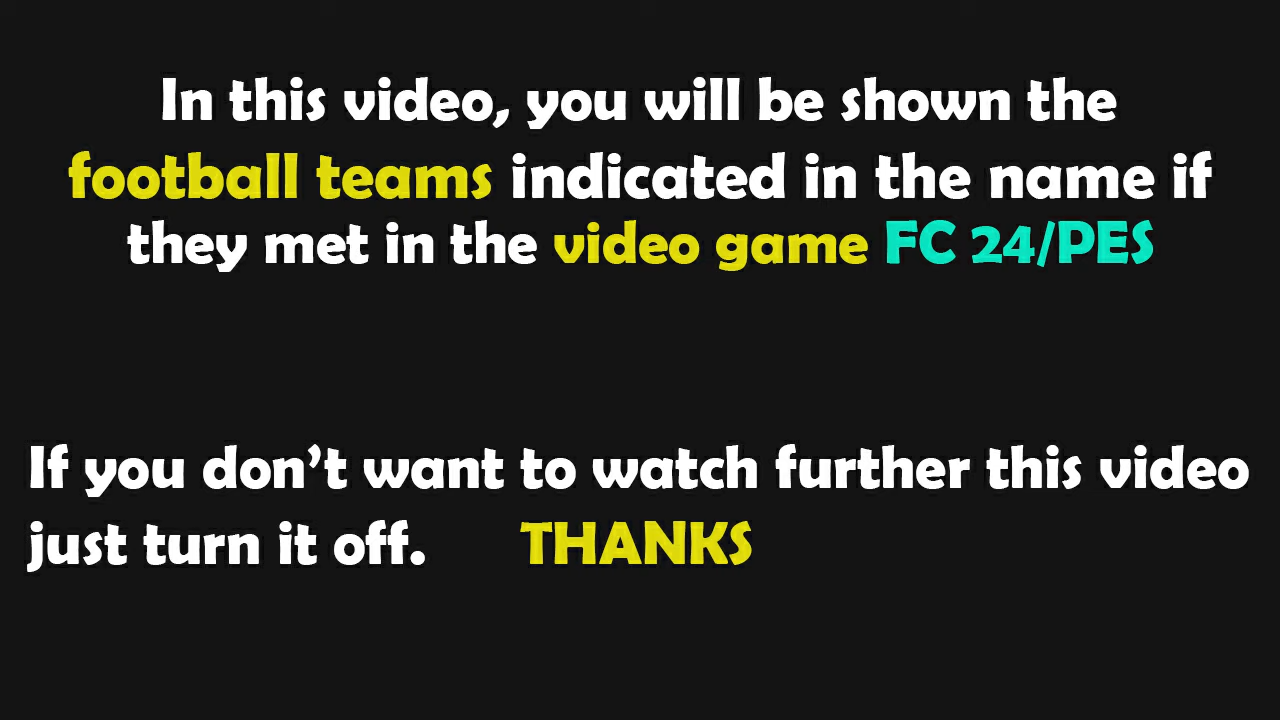 In this video, you will be shown the
football teams indicated in the name if
they met in the video game FC 24/PES
If you don’t want to watch further this video
just turn it off. THANKS